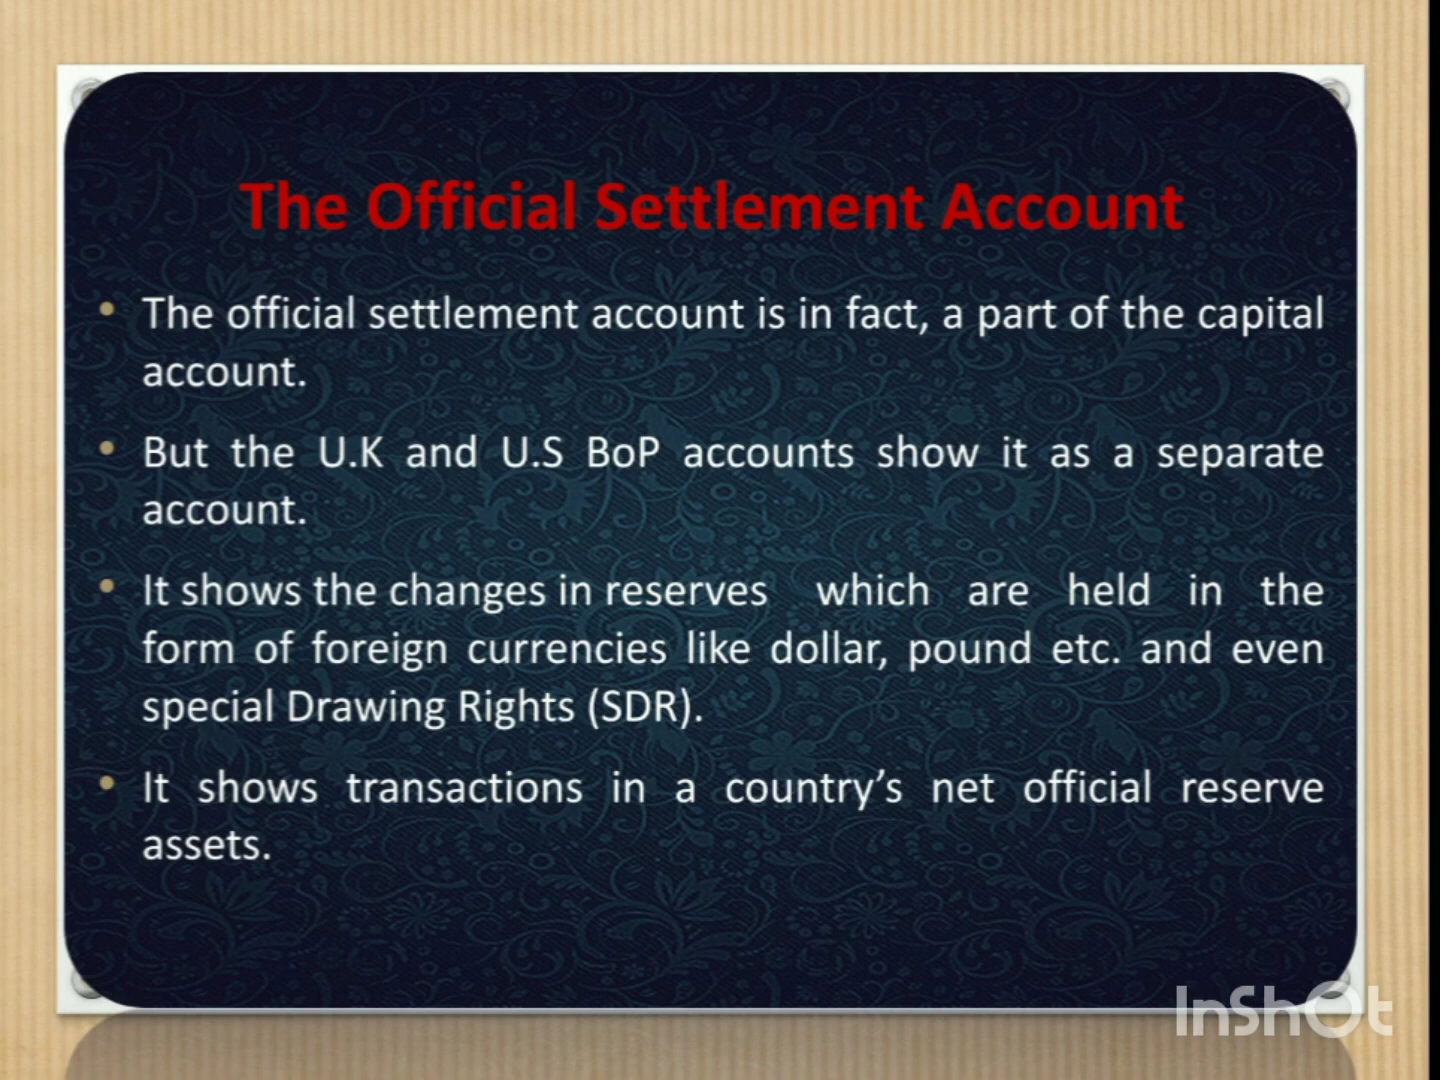 The Official Settlement Account
• The official settlement account is in fact, a part of the capital
account.
• But the U.K and U.S BoP accounts show it as a separate
account.
• It shows the changes in reserves which are held in the
form of foreign currencies like dollar, pound etc. and even
special Drawing Rights (SDR).
• It shows transactions in a country’s net official reserve
assets.
InShOt